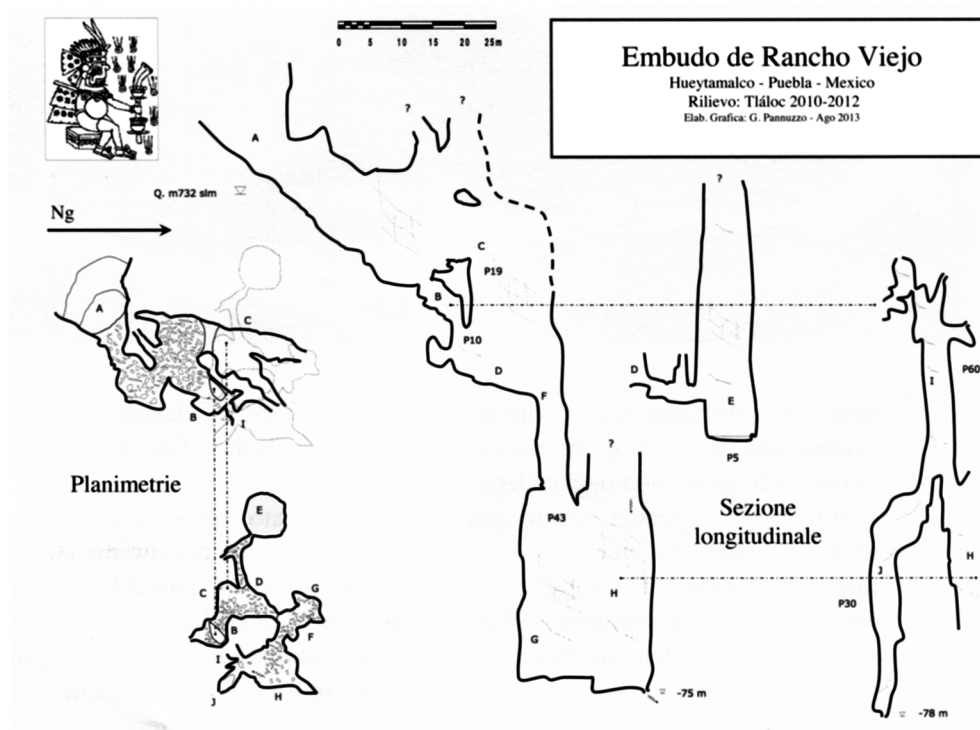 0 5 10 15 20 25m
Embudo de Rancho Viejo
Hueytamalco - Puebla - Mexico
Rilievo: Tláloc 2010-2012
Elab. Grafica: G. Pannuzzo - Ago 2013
? ?
A
?
Q. m732 slm
Ng
C
P19
A
B
C
P10
P60
D
D
I
B I
F
E
?
P5
Planimetrie
P43
Sezione
longitudinale
E
H
J
D
C
G
H
P30
B
F
G
I
J
H
-75 m
-78 m